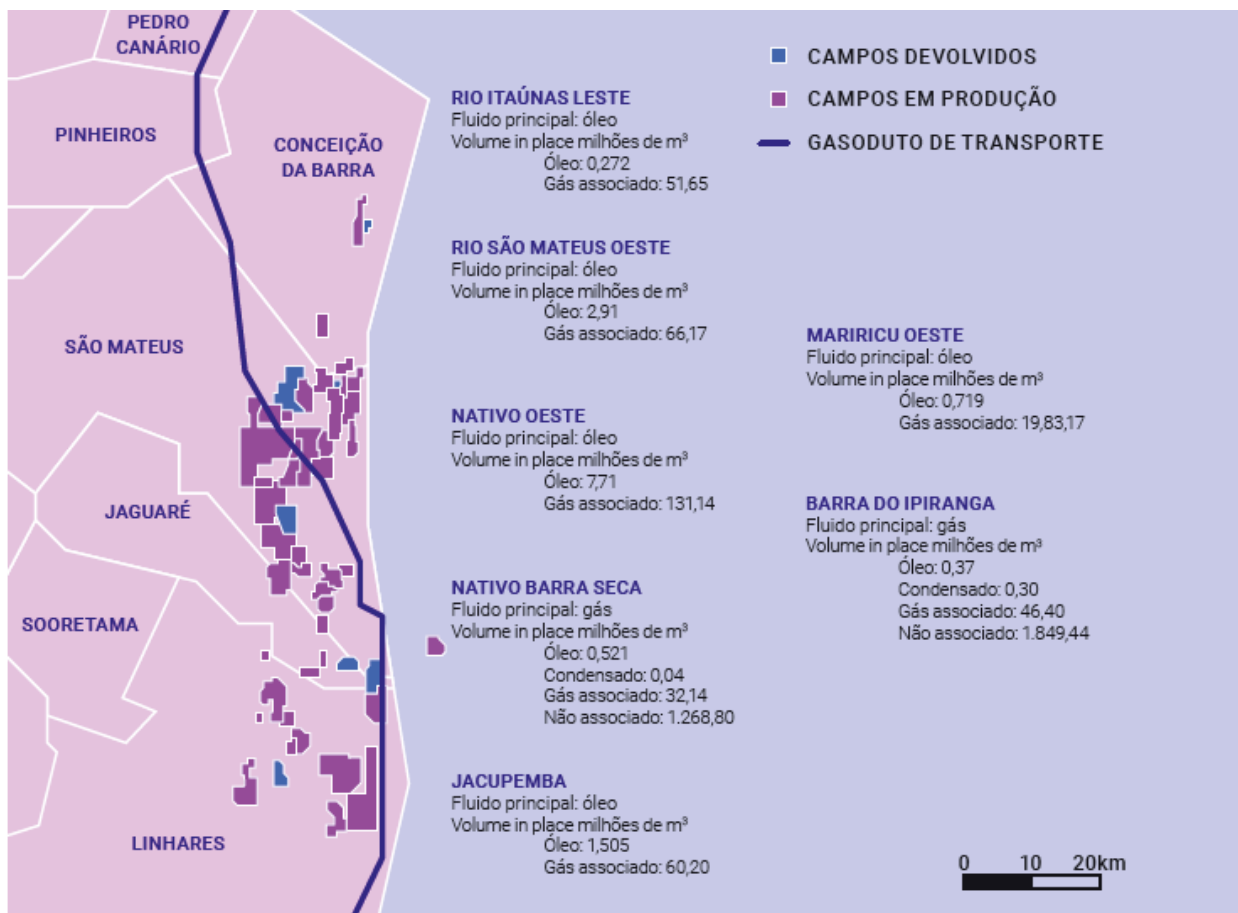 PEDRO
CANÁRIO
PINHEIROS
CONCEIÇÃO
DA BARRA
SÃO MATEUS
JAGUARÉ
SOORETAMA
LINHARES
CAMPOS DEVOLVIDOS
CAMPOS EM PRODUÇÃO
GASODUTO DE TRANSPORTE
RIO ITAÚNAS LESTE
Fluido principal: óleo
Volume in place milhões de m³
Óleo: 0,272
Gás associado: 51,65
RIO SÃO MATEUS OESTE
Fluido principal: óleo
Volume in place milhões de m³
Óleo: 2,91
Gás associado: 66,17
NATIVO OESTE
Fluido principal: óleo
Volume in place milhões de m³
Óleo: 7,71
Gás associado: 131,14
NATIVO BARRA SECA
Fluido principal: gás
Volume in place milhões de m³
Óleo: 0,521
Condensado: 0,04
Gás associado: 32,14
Não associado: 1.268,80
JACUPEMBA
Fluido principal: óleo
Volume in place milhões de m³
Óleo: 1,505
Gás associado: 60,20
MARIRICU OESTE
Fluido principal: óleo
Volume in place milhões de m³
Óleo: 0,719
Gás associado: 19,83,17
BARRA DO IPIRANGA
Fluido principal: gás
Volume in place milhões de m³
Óleo: 0,37
Condensado: 0,30
Gás associado: 46,40
Não associado: 1.849,44
0 10 20km